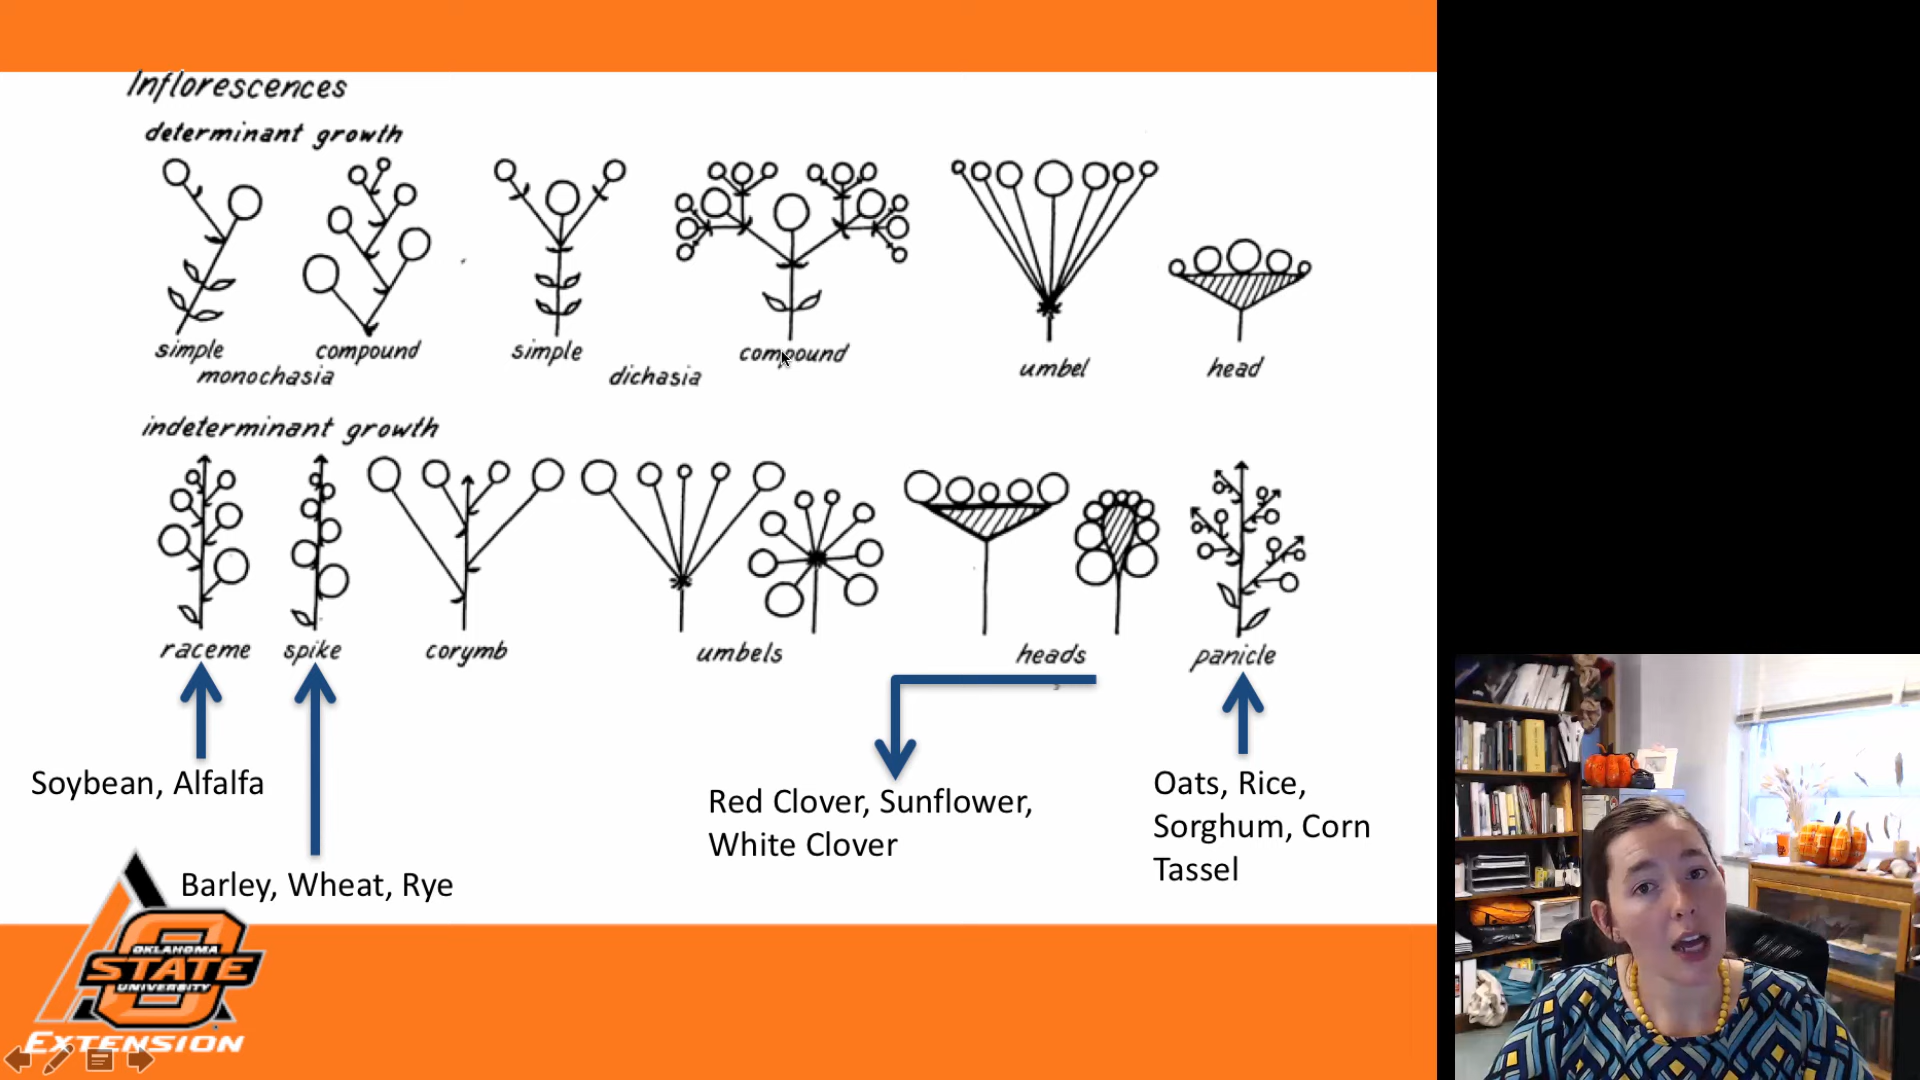 Inflorescences
determinant growth
simple compound simple compound
monochasia dichasia umbel head
indeterminant growth
raceme spike corymb umbels heads panicle
Soybean, Alfalfa
Barley, Wheat, Rye
Red Clover, Sunflower,
White Clover
Oats, Rice,
Sorghum, Corn
Tassel
OKLAHOMA
STATE
UNIVERSITY
EXTENSION